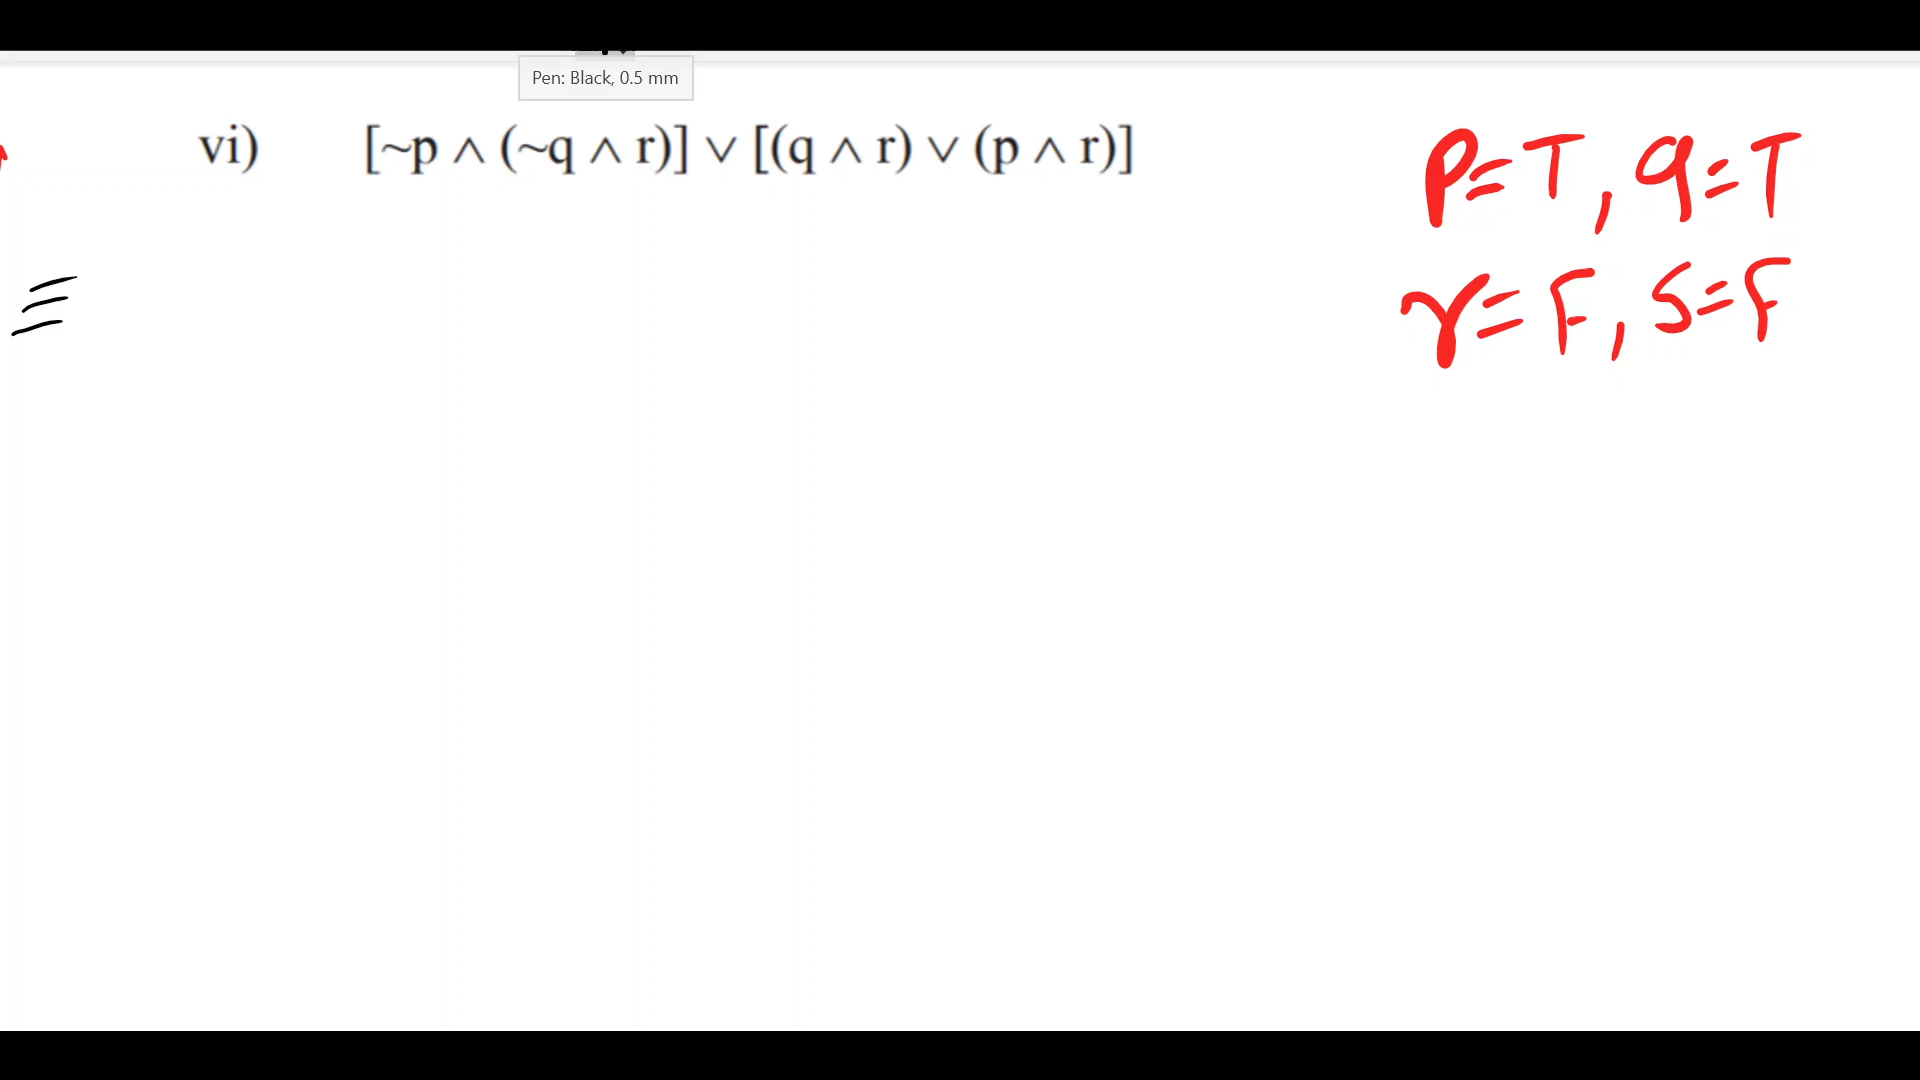 Pen: Black, 0.5 mm
vi) [~p ∧ (~q ∧ r)] ∨ [(q ∧ r) ∨ (p ∧ r)]
p=T, q=T
r=F, s=F
≡